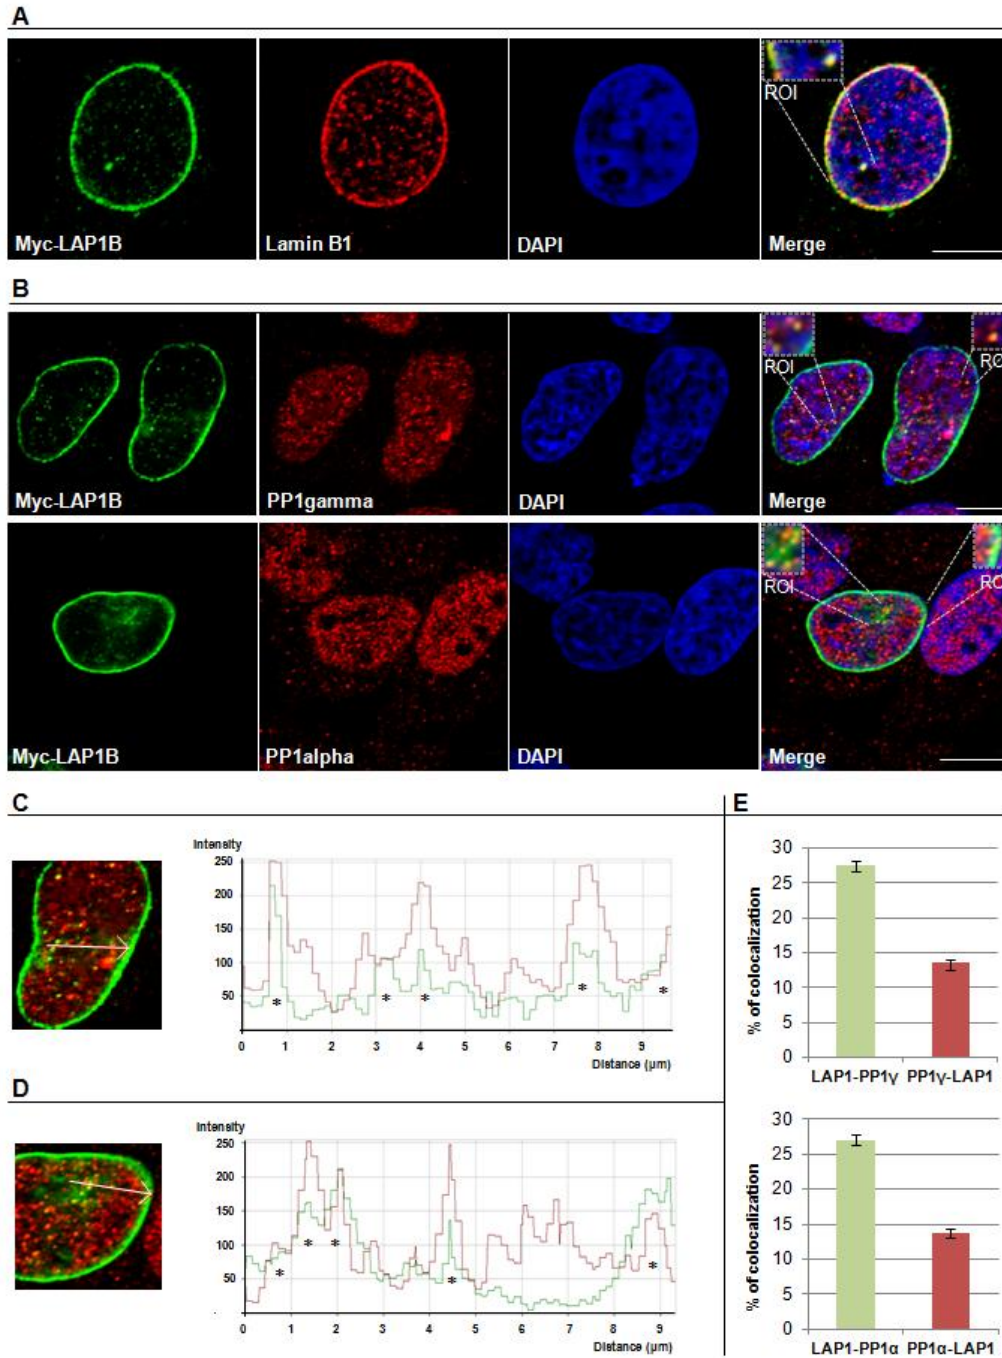 A
Myc-LAP1B
Lamin B1
DAPI
ROI
Merge
B
Myc-LAP1B
PP1gamma
DAPI
ROI
RO
Merge
Myc-LAP1B
PP1alpha
DAPI
ROI
RO
Merge
C
Intensity
250
200
150
100
50
* * * * *
0 1 2 3 4 5 6 7 8 9
Distance (µm)
D
Intensity
250
200
150
100
50
* * * * *
0 1 2 3 4 5 6 7 8 9
Distance (µm)
E
% of colocalization
30
25
20
15
10
5
0
LAP1-PP1γ PP1γ-LAP1
% of colocalization
30
25
20
15
10
5
0
LAP1-PP1α PP1α-LAP1